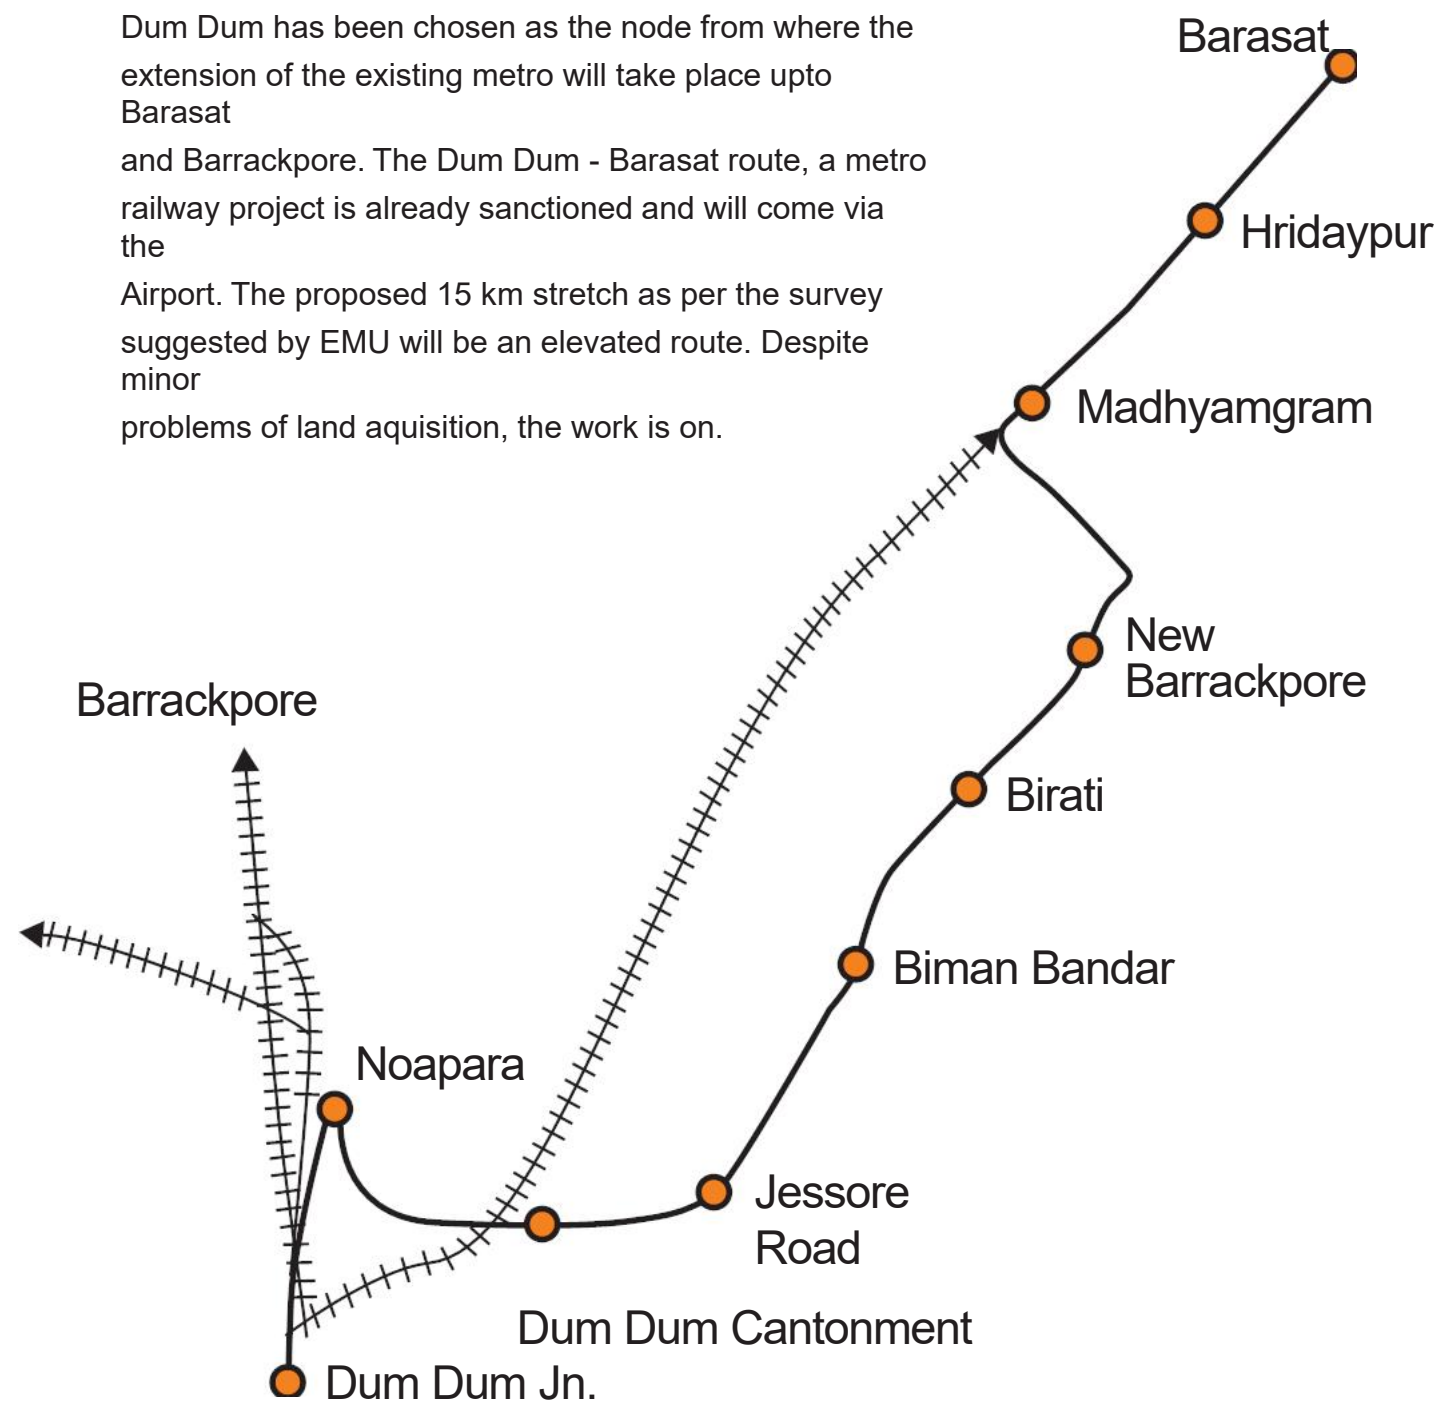 Dum Dum has been chosen as the node from where the
extension of the existing metro will take place upto
Barasat
and Barrackpore. The Dum Dum - Barasat route, a metro
railway project is already sanctioned and will come via
the
Airport. The proposed 15 km stretch as per the survey
suggested by EMU will be an elevated route. Despite
minor
problems of land aquisition, the work is on.
Barasat
Hridaypur
Madhyamgram
New
Barrackpore
Barrackpore
Birati
Biman Bandar
Noapara
Jessore
Road
Dum Dum Cantonment
Dum Dum Jn.